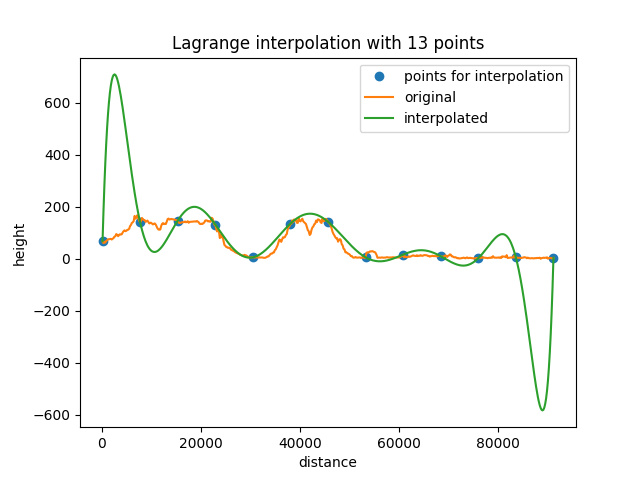 Lagrange interpolation with 13 points
points for interpolation
original
interpolated
600
400
200
0
−200
−400
−600
height
0 20000 40000 60000 80000
distance